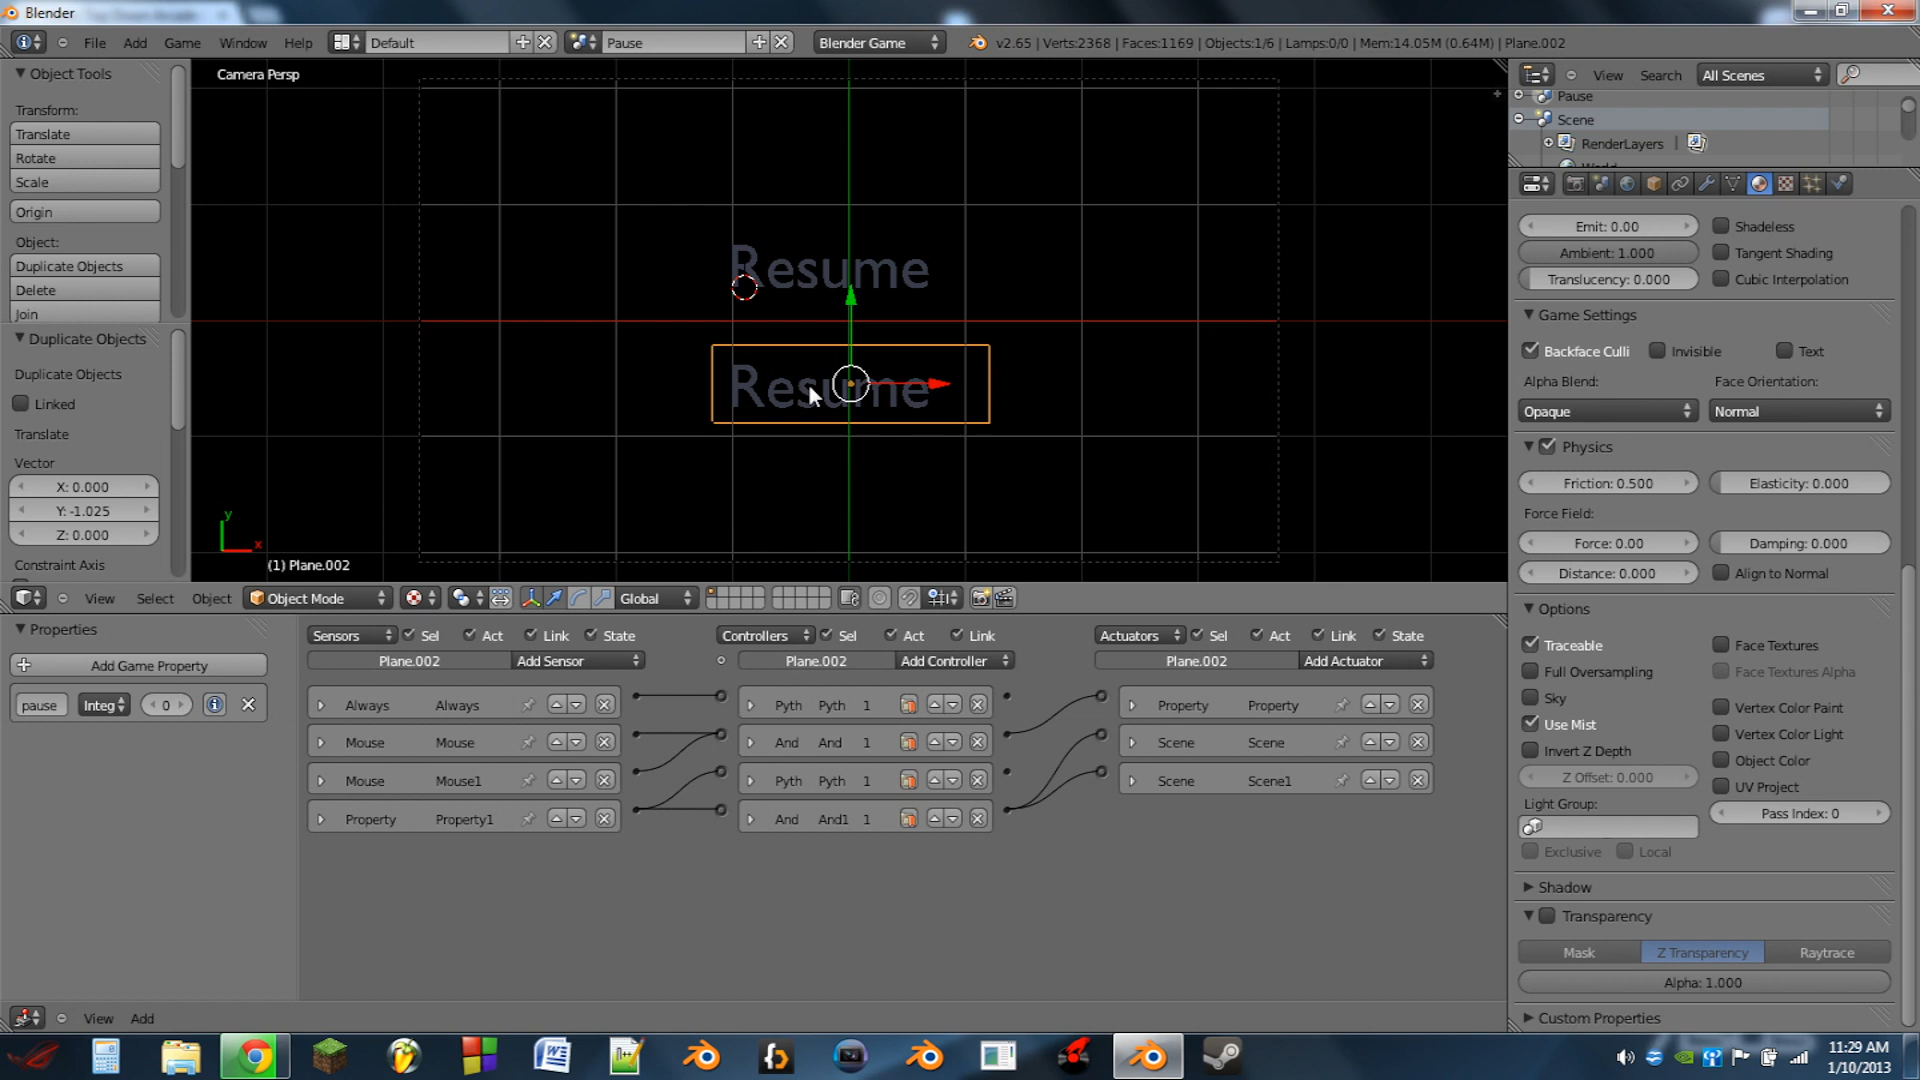 Blender
File Add Game Window Help Default Pause Blender Game v2.65 | Verts:2368 | Faces:1169 | Objects:1/6 | Lamps:0/0 | Mem:14.05M (0.64M) | Plane.002
Object Tools
Transform:
Translate
Rotate
Scale
Origin
Object:
Duplicate Objects
Delete
Join
Duplicate Objects
Duplicate Objects
Linked
Translate
Vector
X: 0.000
Y: -1.025
Z: 0.000
Constraint Axis
Camera Persp
Resume
Resume
y
x
(1) Plane.002
View Select Object Object Mode Global
View Search All Scenes
Pause
Scene
RenderLayers
World
Emit: 0.00 Shadeless
Ambient: 1.000 Tangent Shading
Translucency: 0.000 Cubic Interpolation
Game Settings
Backface Culli Invisible Text
Alpha Blend: Face Orientation:
Opaque Normal
Physics
Friction: 0.500 Elasticity: 0.000
Force Field:
Force: 0.00 Damping: 0.000
Distance: 0.000 Align to Normal
Options
Traceable Face Textures
Full Oversampling Face Textures Alpha
Sky Vertex Color Paint
Use Mist Vertex Color Light
Invert Z Depth Object Color
Z Offset: 0.000 UV Project
Light Group: Pass Index: 0
Exclusive Local
Shadow
Transparency
Mask Z Transparency Raytrace
Alpha: 1.000
Custom Properties
Properties
Add Game Property
pause Integ 0
Sensors Sel Act Link State Controllers Sel Act Link Actuators Sel Act Link State
Plane.002 Add Sensor Plane.002 Add Controller Plane.002 Add Actuator
Always Always Pyth Pyth 1 Property Property
Mouse Mouse And And 1 Scene Scene
Mouse Mouse1 Pyth Pyth 1 Scene Scene1
Property Property1 And And1 1
View Add
11:29 AM
1/10/2013